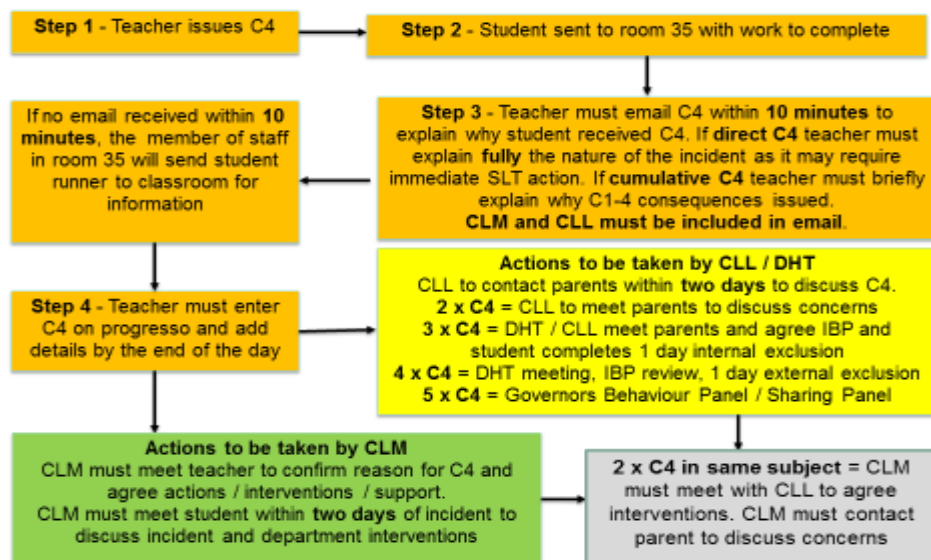 Step 1 - Teacher issues C4
Step 2 - Student sent to room 35 with work to complete
Step 3 - Teacher must email C4 within 10 minutes to
explain why student received C4. If direct C4 teacher must
explain fully the nature of the incident as it may require
immediate SLT action. If cumulative C4 teacher must briefly
explain why C1-4 consequences issued.
CLM and CLL must be included in email.
If no email received within 10
minutes, the member of staff
in room 35 will send student
runner to classroom for
information
Step 4 - Teacher must enter
C4 on progresso and add
details by the end of the day
Actions to be taken by CLL / DHT
CLL to contact parents within two days to discuss C4.
2 x C4 = CLL to meet parents to discuss concerns
3 x C4 = DHT / CLL meet parents and agree IBP and
student completes 1 day internal exclusion
4 x C4 = DHT meeting, IBP review, 1 day external exclusion
5 x C4 = Governors Behaviour Panel / Sharing Panel
Actions to be taken by CLM
CLM must meet teacher to confirm reason for C4 and
agree actions / interventions / support.
CLM must meet student within two days of incident to
discuss incident and department interventions
2 x C4 in same subject = CLM
must meet with CLL to agree
interventions. CLM must contact
parent to discuss concerns